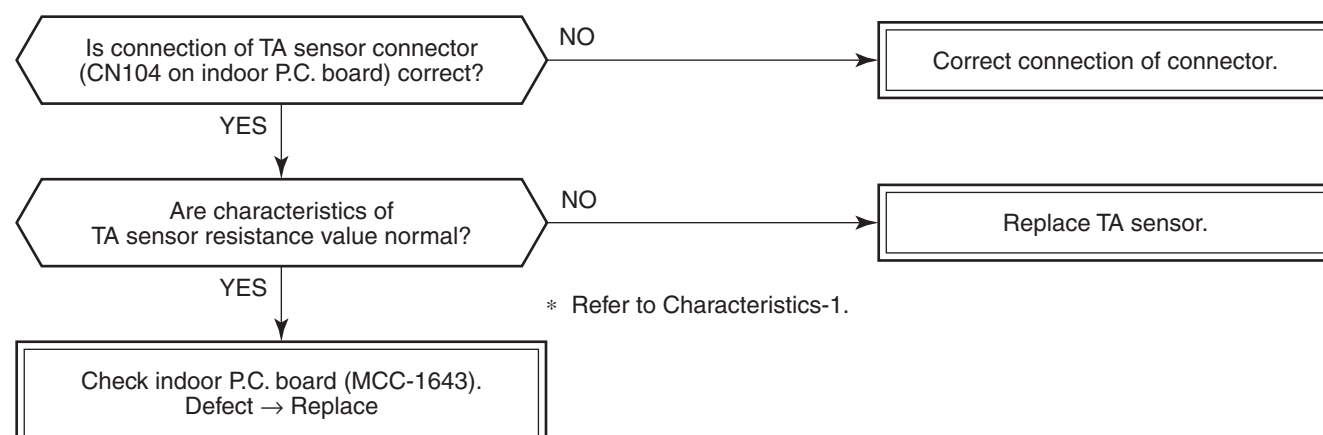 Is connection of TA sensor connector
(CN104 on indoor P.C. board) correct?
NO
Correct connection of connector.
YES
Are characteristics of
TA sensor resistance value normal?
NO
Replace TA sensor.
YES
* Refer to Characteristics-1.
Check indoor P.C. board (MCC-1643).
Defect → Replace